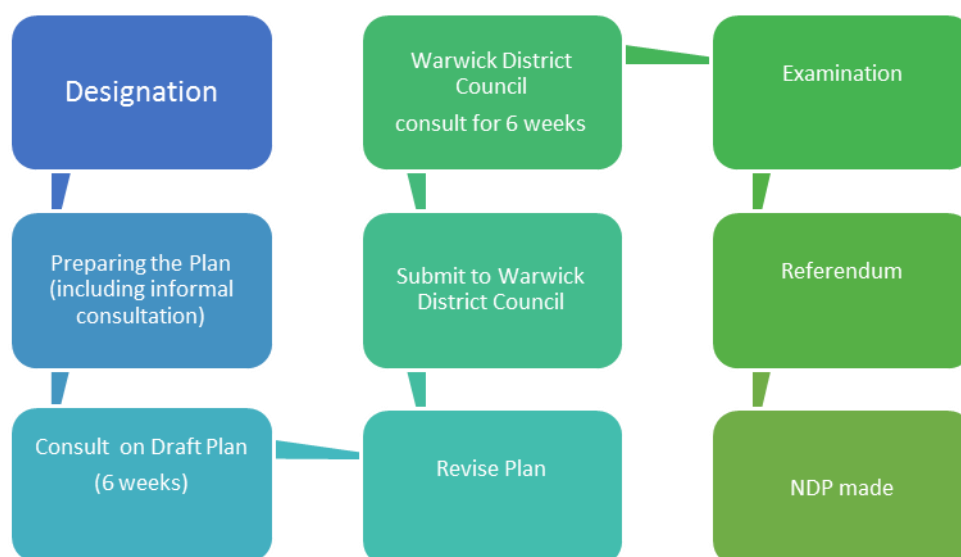 Designation
Preparing the Plan
(including informal
consultation)
Consult on Draft Plan
(6 weeks)
Revise Plan
Submit to Warwick
District Council
Warwick District
Council
consult for 6 weeks
Examination
Referendum
NDP made